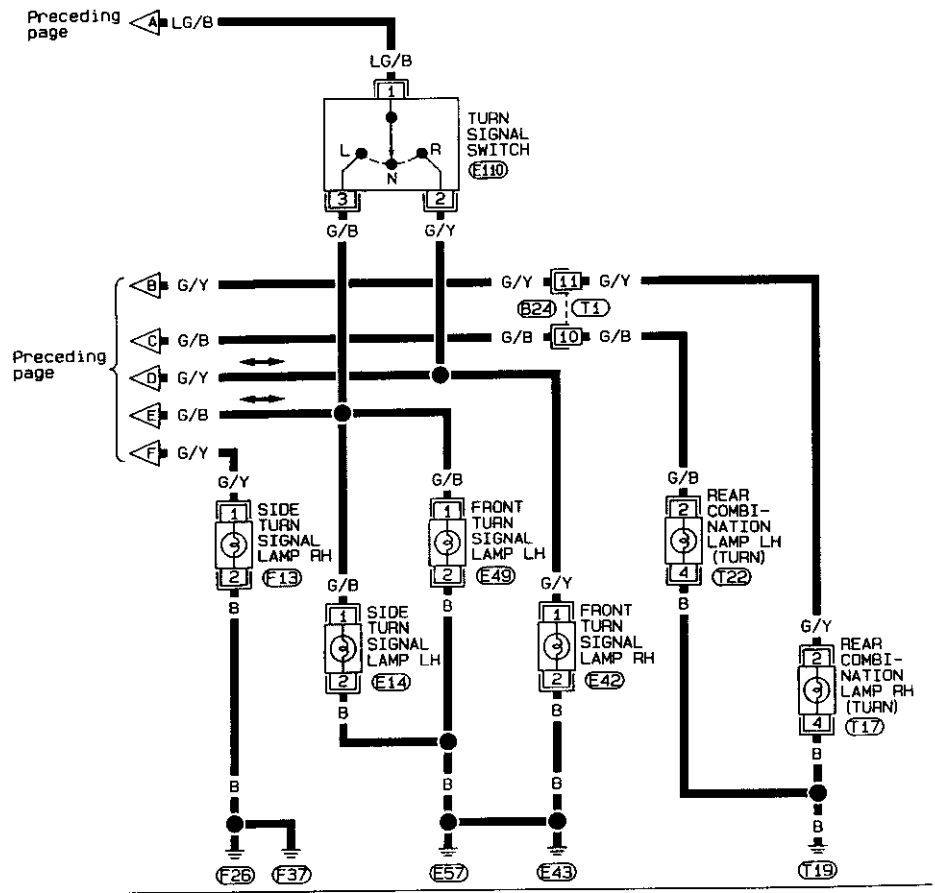 Preceding page
A LG/B
LG/B
1
TURN SIGNAL SWITCH
E110
L N R
3 2
G/B G/Y
Preceding page
B G/Y G/Y 11 G/Y
B24 T1
C G/B G/B 10 G/B
D G/Y
E G/B
F G/Y
G/Y
1
SIDE TURN SIGNAL LAMP RH
2
F13
B
G/B
1
FRONT TURN SIGNAL LAMP LH
2
E49
B
G/B
2
REAR COMBI-NATION LAMP LH (TURN)
4
T22
B
G/B
1
SIDE TURN SIGNAL LAMP LH
2
E14
B
G/Y
1
FRONT TURN SIGNAL LAMP RH
2
E42
B
G/Y
2
REAR COMBI-NATION LAMP RH (TURN)
4
T17
B
B B B B
F26 F37 E57 E43 T19